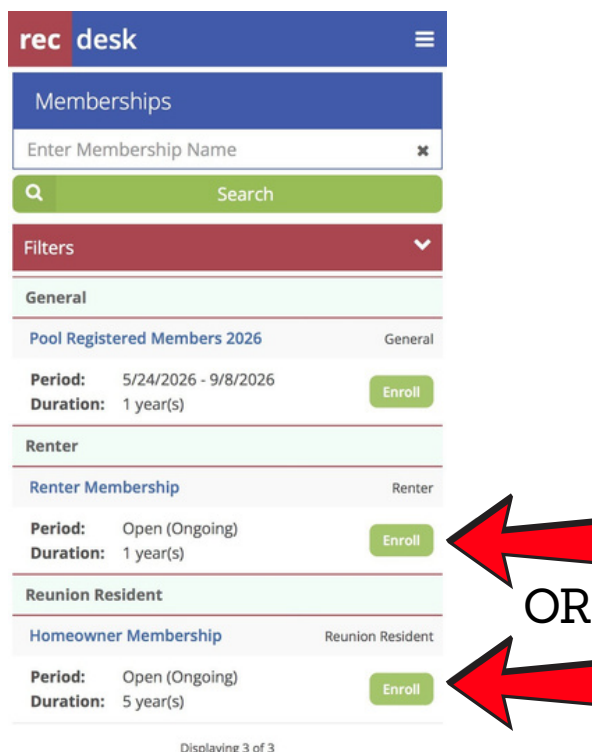 rec desk
Memberships
Enter Membership Name
Search
Filters
General
Pool Registered Members 2026 General
Period: 5/24/2026 - 9/8/2026 Enroll
Duration: 1 year(s)
Renter
Renter Membership Renter
Period: Open (Ongoing) Enroll
Duration: 1 year(s)
OR
Reunion Resident
Homeowner Membership Reunion Resident
Period: Open (Ongoing) Enroll
Duration: 5 year(s)
Displaying 3 of 3